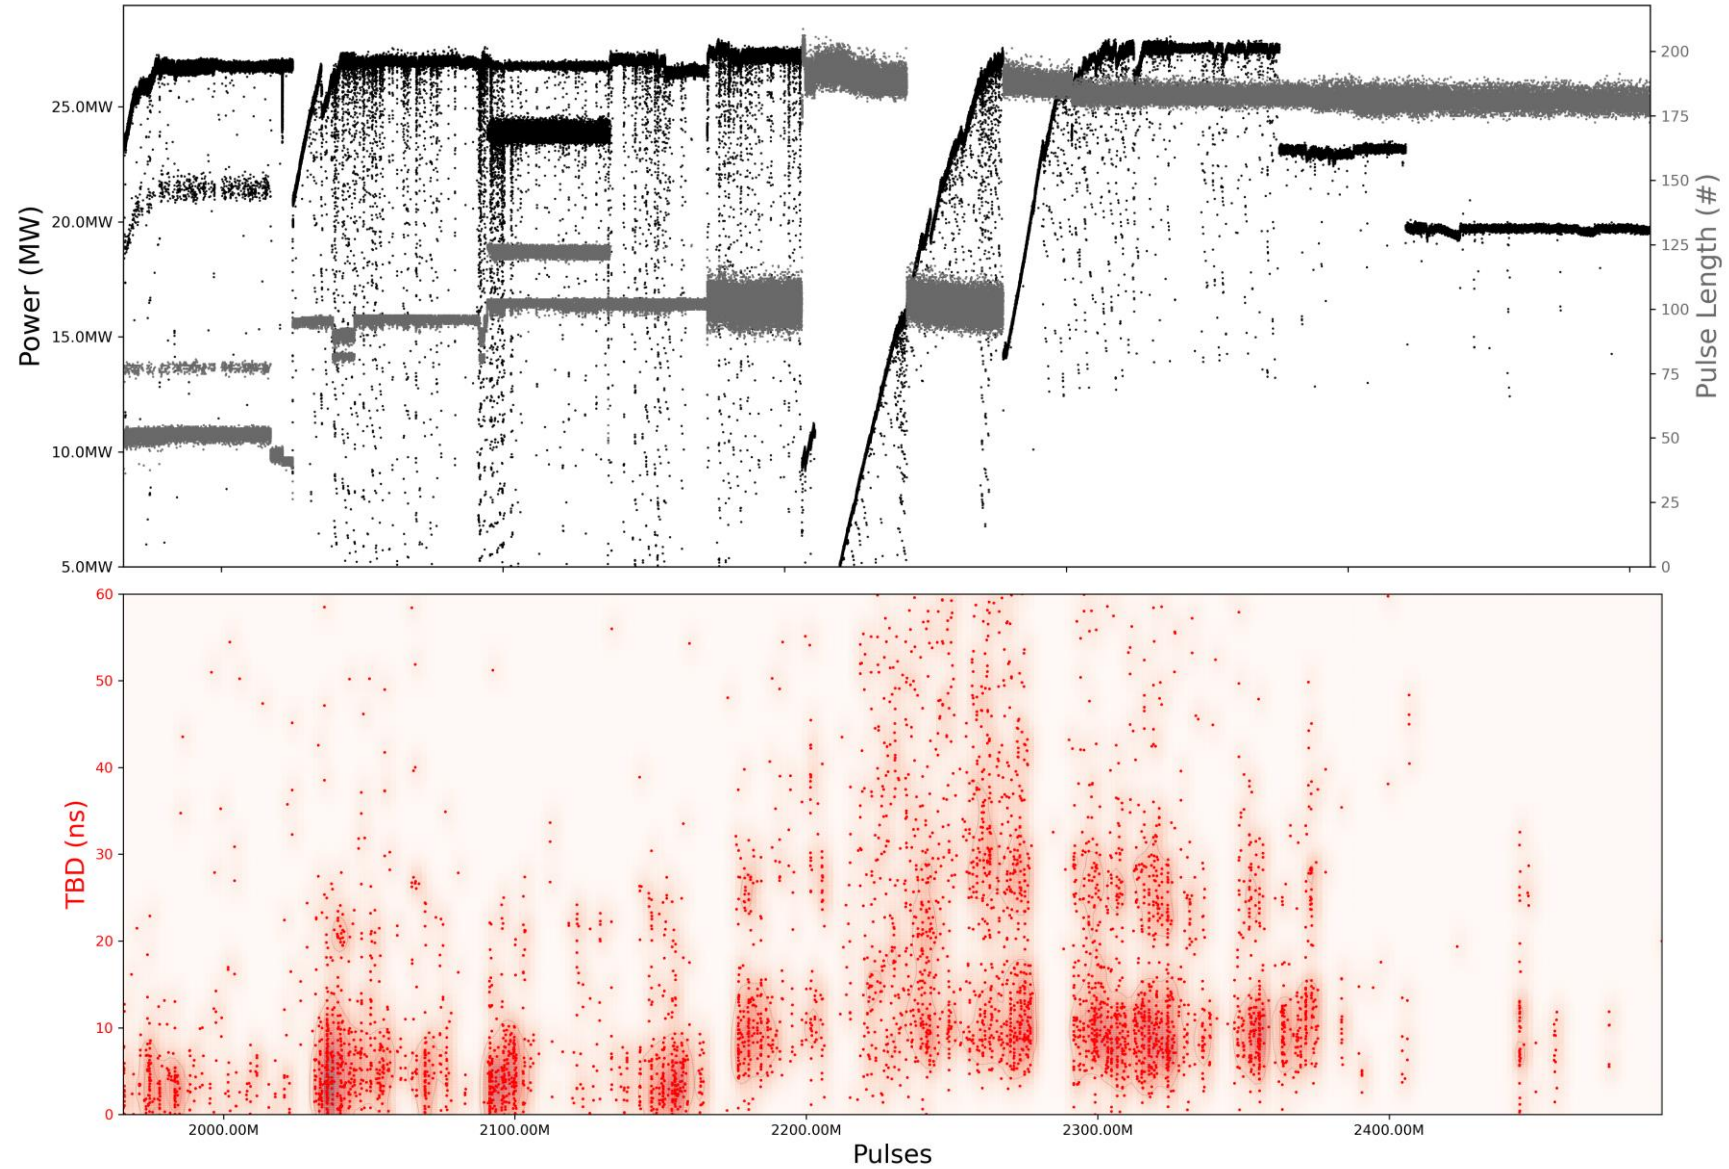 25.0MW
20.0MW
15.0MW
10.0MW
5.0MW
Power (MW)
200
175
150
125
100
75
50
25
0
Pulse Length (#)
60
50
40
30
20
10
0
TBD (ns)
2000.00M
2100.00M
2200.00M
2300.00M
2400.00M
Pulses